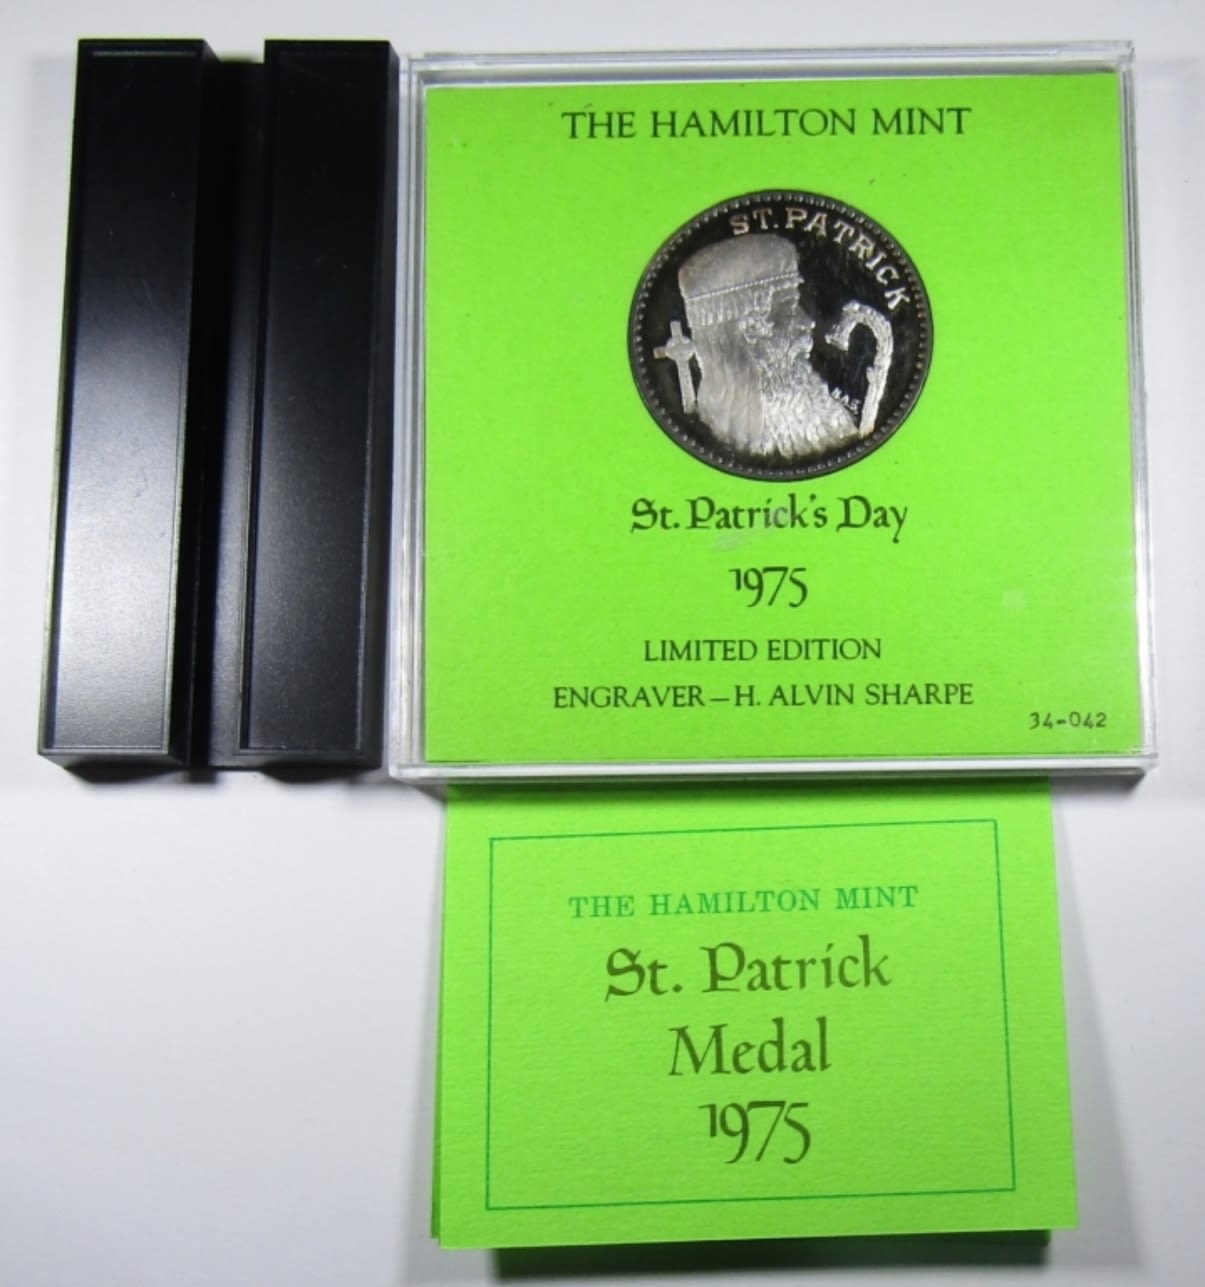 THE HAMILTON MINT
ST. PATRICK
H.A.S.
St. Patrick's Day
1975
LIMITED EDITION
ENGRAVER – H. ALVIN SHARPE
34-042
THE HAMILTON MINT
St. Patrick
Medal
1975